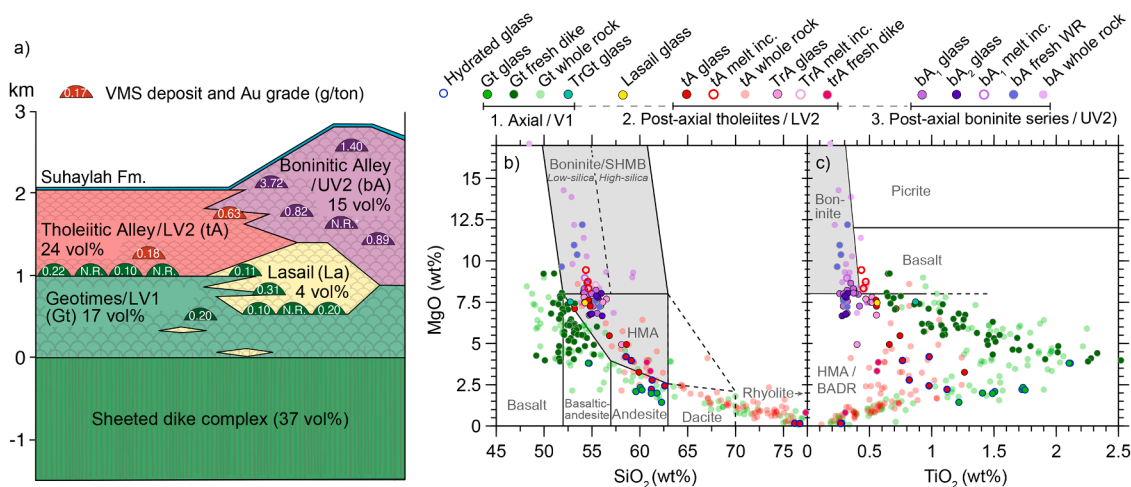 a)
km
0.17 VMS deposit and Au grade (g/ton)
3
2
1
0
-1
Suhaylah Fm.
1.40
Boninitic Alley
/UV2 (bA)
15 vol%
3.72
0.82
N.R.
0.89
0.63
Tholeiitic Alley/LV2 (tA)
24 vol%
0.18
0.22
N.R.
0.10
N.R.
0.11
Lasail (La)
4 vol%
0.31
0.10
N.R.
0.20
Geotimes/LV1
(Gt) 17 vol%
0.20
Sheeted dike complex (37 vol%)
Hydrated glass
Gt glass
Gt fresh dike
Gt whole rock
TrGt glass
Lasail glass
tA glass
tA melt inc.
tA whole rock
TrA glass
TrA melt inc.
trA fresh dike
bA1 glass
bA2 glass
bA1 melt inc.
bA fresh WR
bA whole rock
1. Axial / V1
2. Post-axial tholeiites / LV2
3. Post-axial boninite series / UV2)
b)
MgO (wt%)
15
12.5
10
7.5
5
2.5
0
Boninite/SHMB
Low-silica
High-silica
HMA
Basalt
Basaltic-
andesite
Andesite
Dacite
Rhyolite
45
50
55
60
65
70
75
SiO2 (wt%)
c)
Bon-
inite
Picrite
Basalt
HMA /
BADR
0
0.5
1.0
1.5
2.0
2.5
TiO2 (wt%)